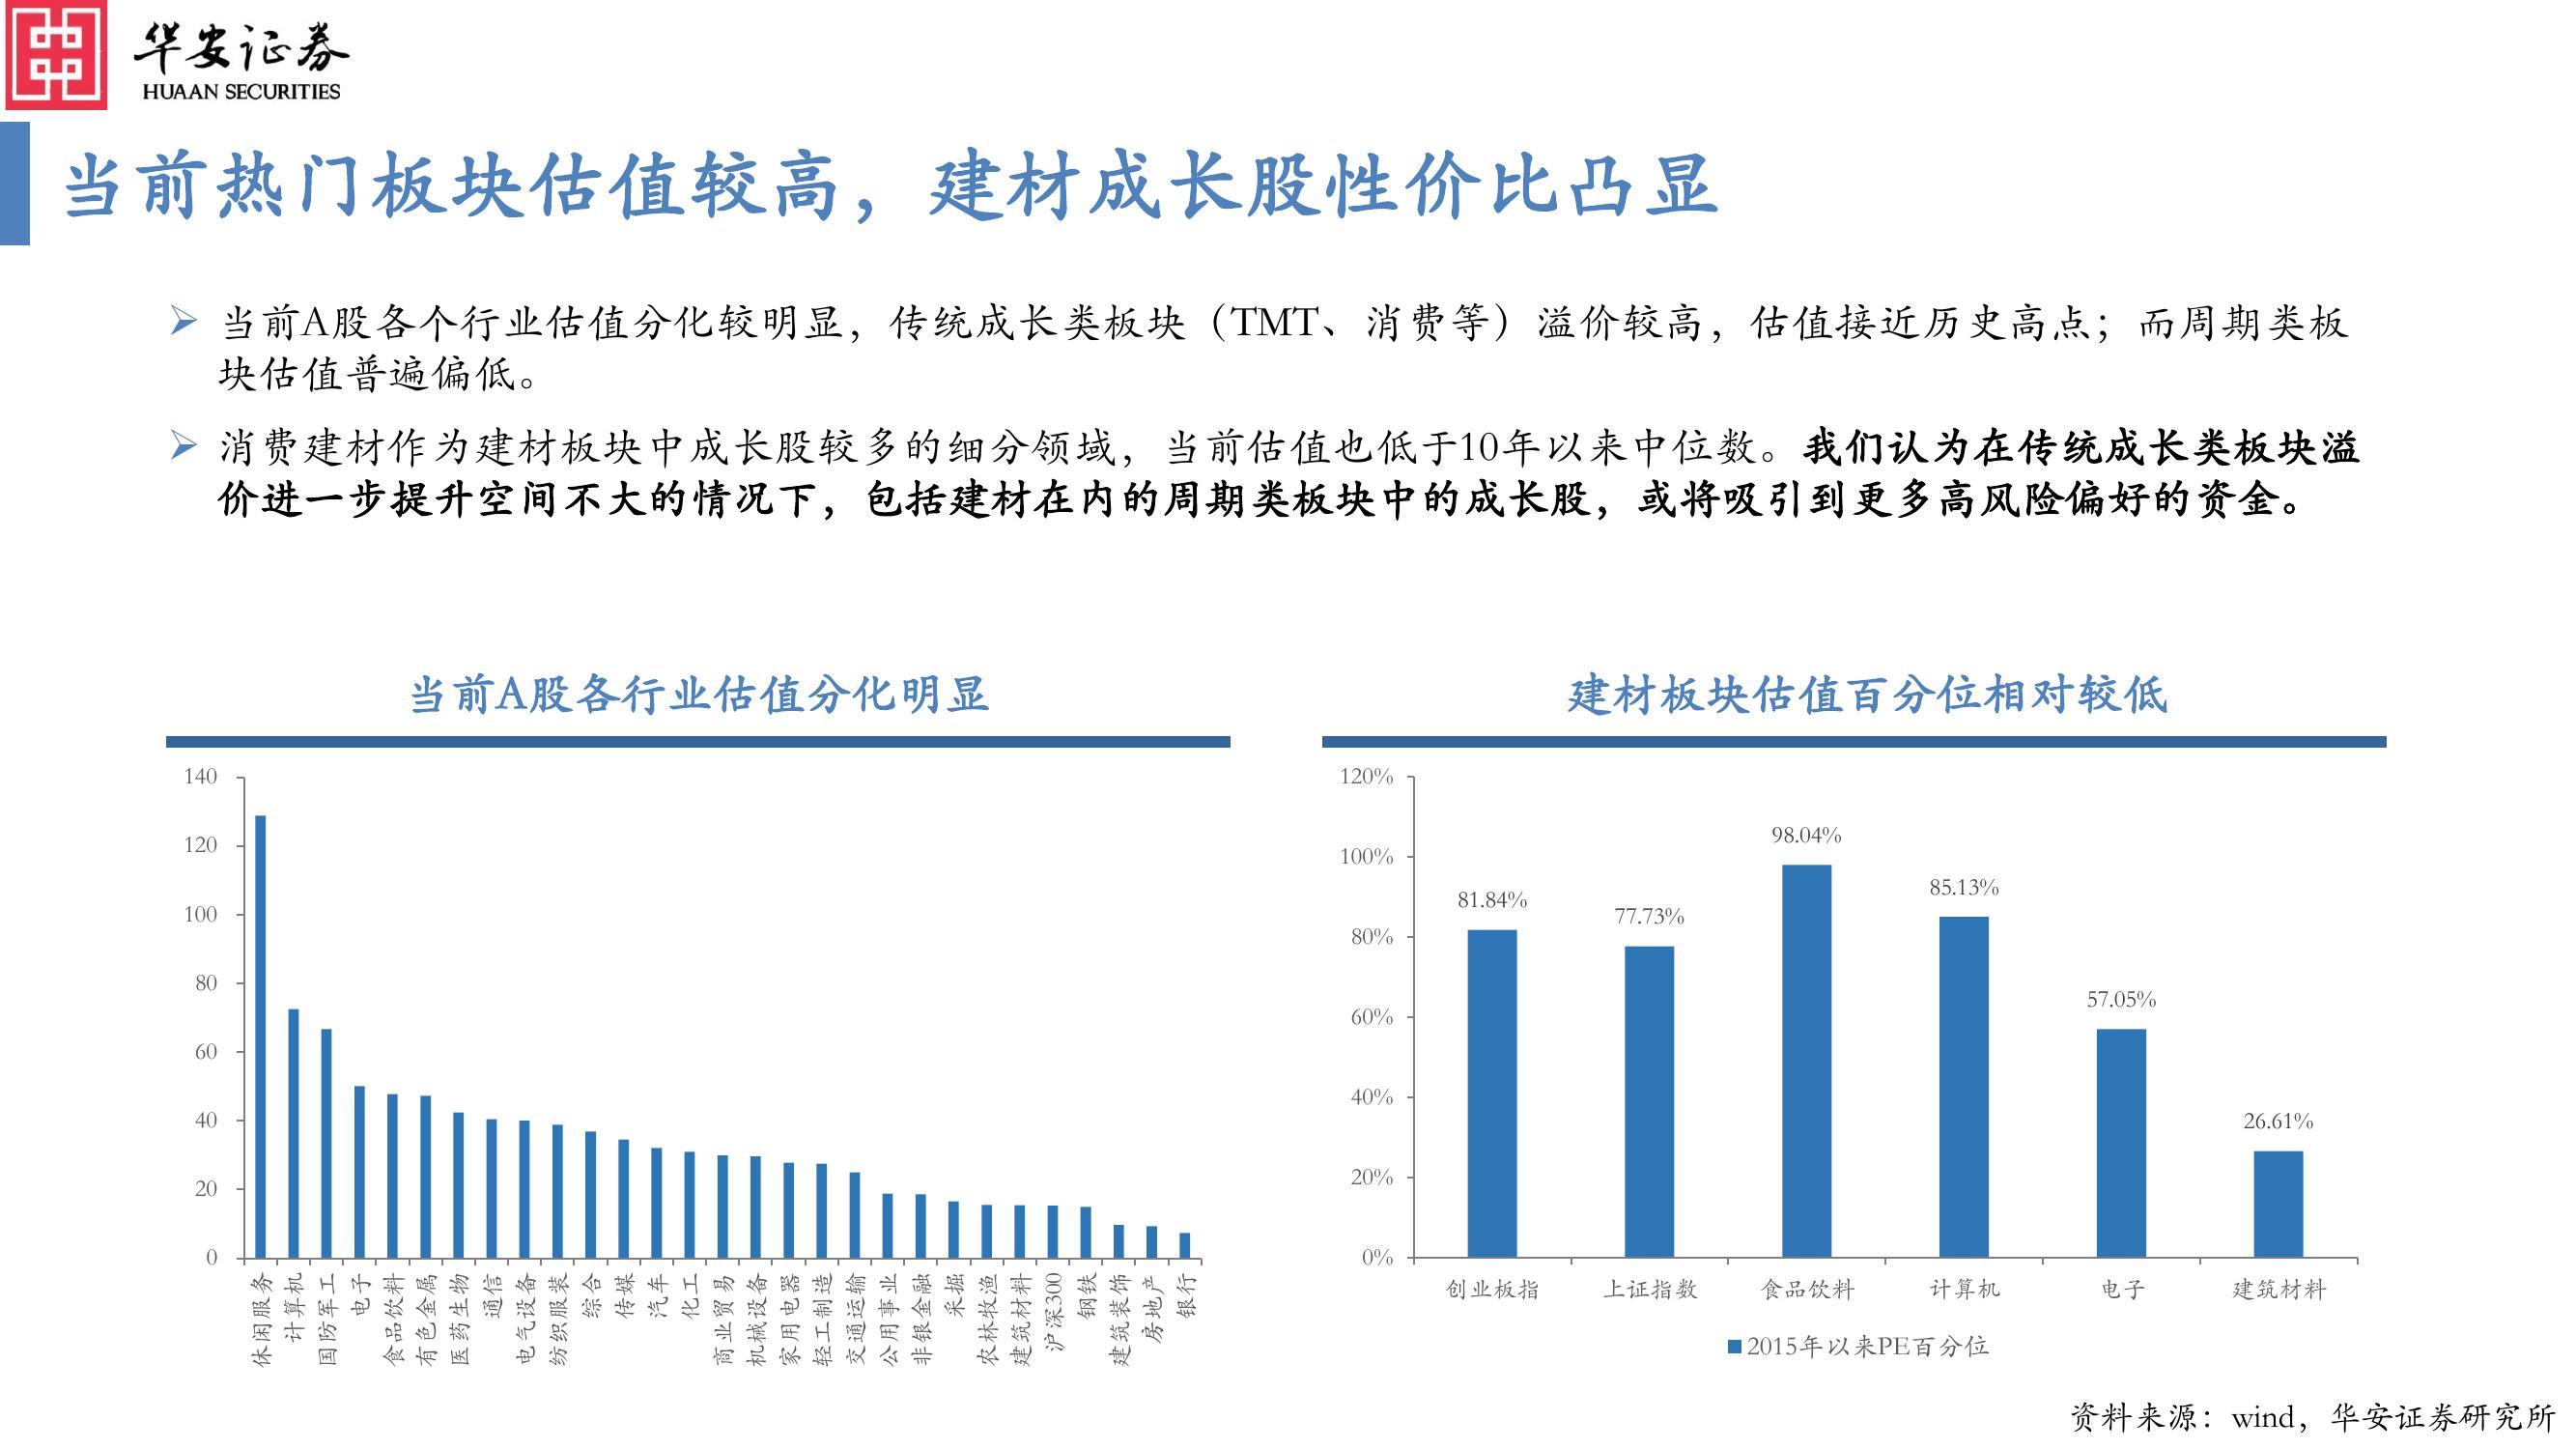 华安证券
HUAAN SECURITIES
当前热门板块估值较高，建材成长股性价比凸显
当前A股各个行业估值分化较明显，传统成长类板块（TMT、消费等）溢价较高，估值接近历史高点；而周期类板
块估值普遍偏低。
消费建材作为建材板块中成长股较多的细分领域，当前估值也低于10年以来中位数。我们认为在传统成长类板块溢
价进一步提升空间不大的情况下，包括建材在内的周期类板块中的成长股，或将吸引到更多高风险偏好的资金。
当前A股各行业估值分化明显
140
120
100
80
60
40
20
0
休闲服务
计算机
国防军工
电子
食品饮料
有色金属
医药生物
通信
电气设备
纺织服装
综合
传媒
汽车
化工
商业贸易
机械设备
家用电器
轻工制造
交通运输
公用事业
非银金融
采掘
农林牧渔
建筑材料
沪深300
钢铁
建筑装饰
房地产
银行
建材板块估值百分位相对较低
120%
100%
80%
60%
40%
20%
0%
81.84%
77.73%
98.04%
85.13%
57.05%
26.61%
创业板指
上证指数
食品饮料
计算机
电子
建筑材料
2015年以来PE百分位
资料来源：wind，华安证券研究所